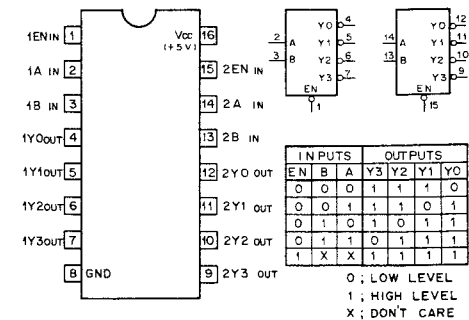 1EN IN 1
1A IN 2
1B IN 3
1Y0 OUT 4
1Y1 OUT 5
1Y2 OUT 6
1Y3 OUT 7
8 GND
Vcc 16
(+5V)
15 2EN IN
14 2A IN
13 2B IN
12 2Y0 OUT
11 2Y1 OUT
10 2Y2 OUT
9 2Y3 OUT
Y0 4
2 A Y1 5
3 B Y2 6
Y3 7
EN
1
Y0 12
14 A Y1 11
13 B Y2 10
Y3 9
EN
15
INPUTS OUTPUTS
EN B A Y3 Y2 Y1 Y0
0 0 0 1 1 1 0
0 0 1 1 1 0 1
0 1 0 1 0 1 1
0 1 1 0 1 1 1
1 X X 1 1 1 1
0 ; LOW LEVEL
1 ; HIGH LEVEL
X ; DON'T CARE